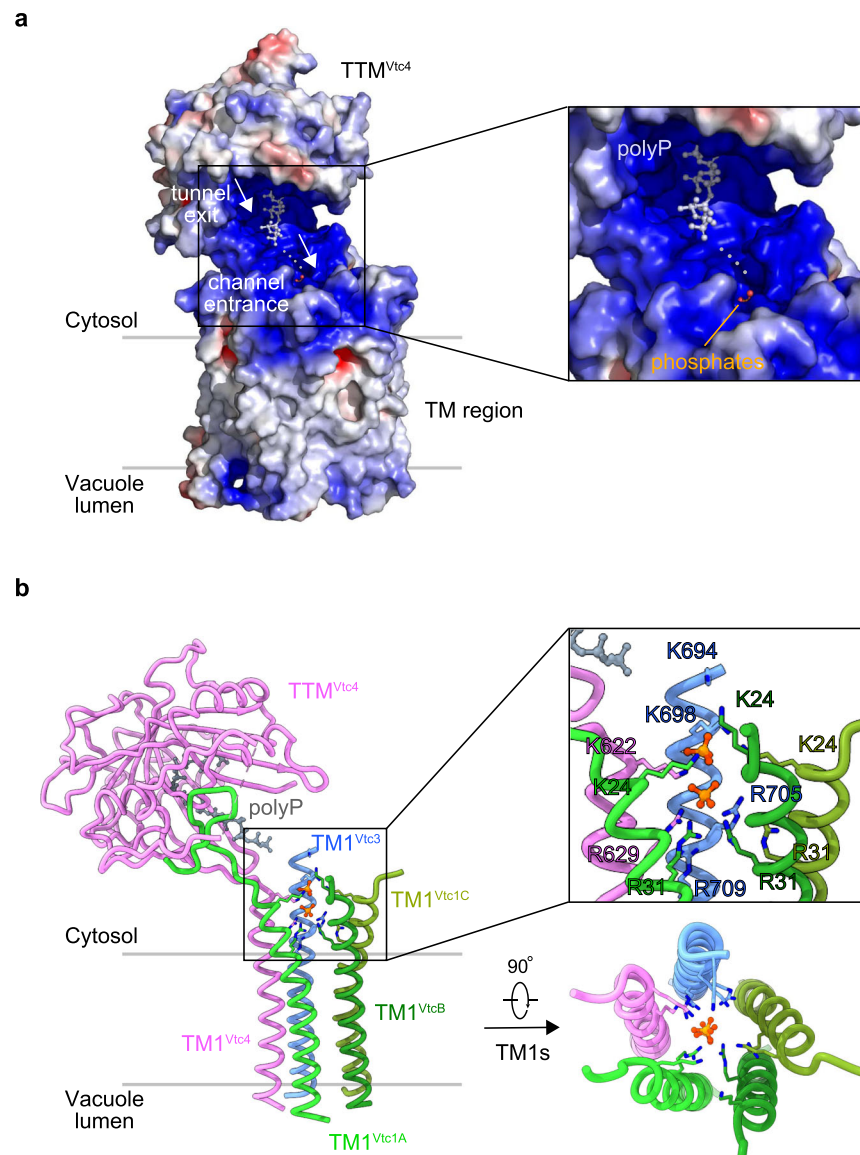 a
TTMVtc4
polyP
tunnel
exit
channel
entrance
Cytosol
phosphates
TM region
Vacuole
lumen
b
K694
TTMVtc4
K698
K24
K622
K24
K24
polyP
R705
TM1Vtc3
R629
R31
TM1Vtc1C
R31
R709
R31
Cytosol
90°
TM1VtcB
TM1Vtc4
TM1s
Vacuole
lumen
TM1Vtc1A